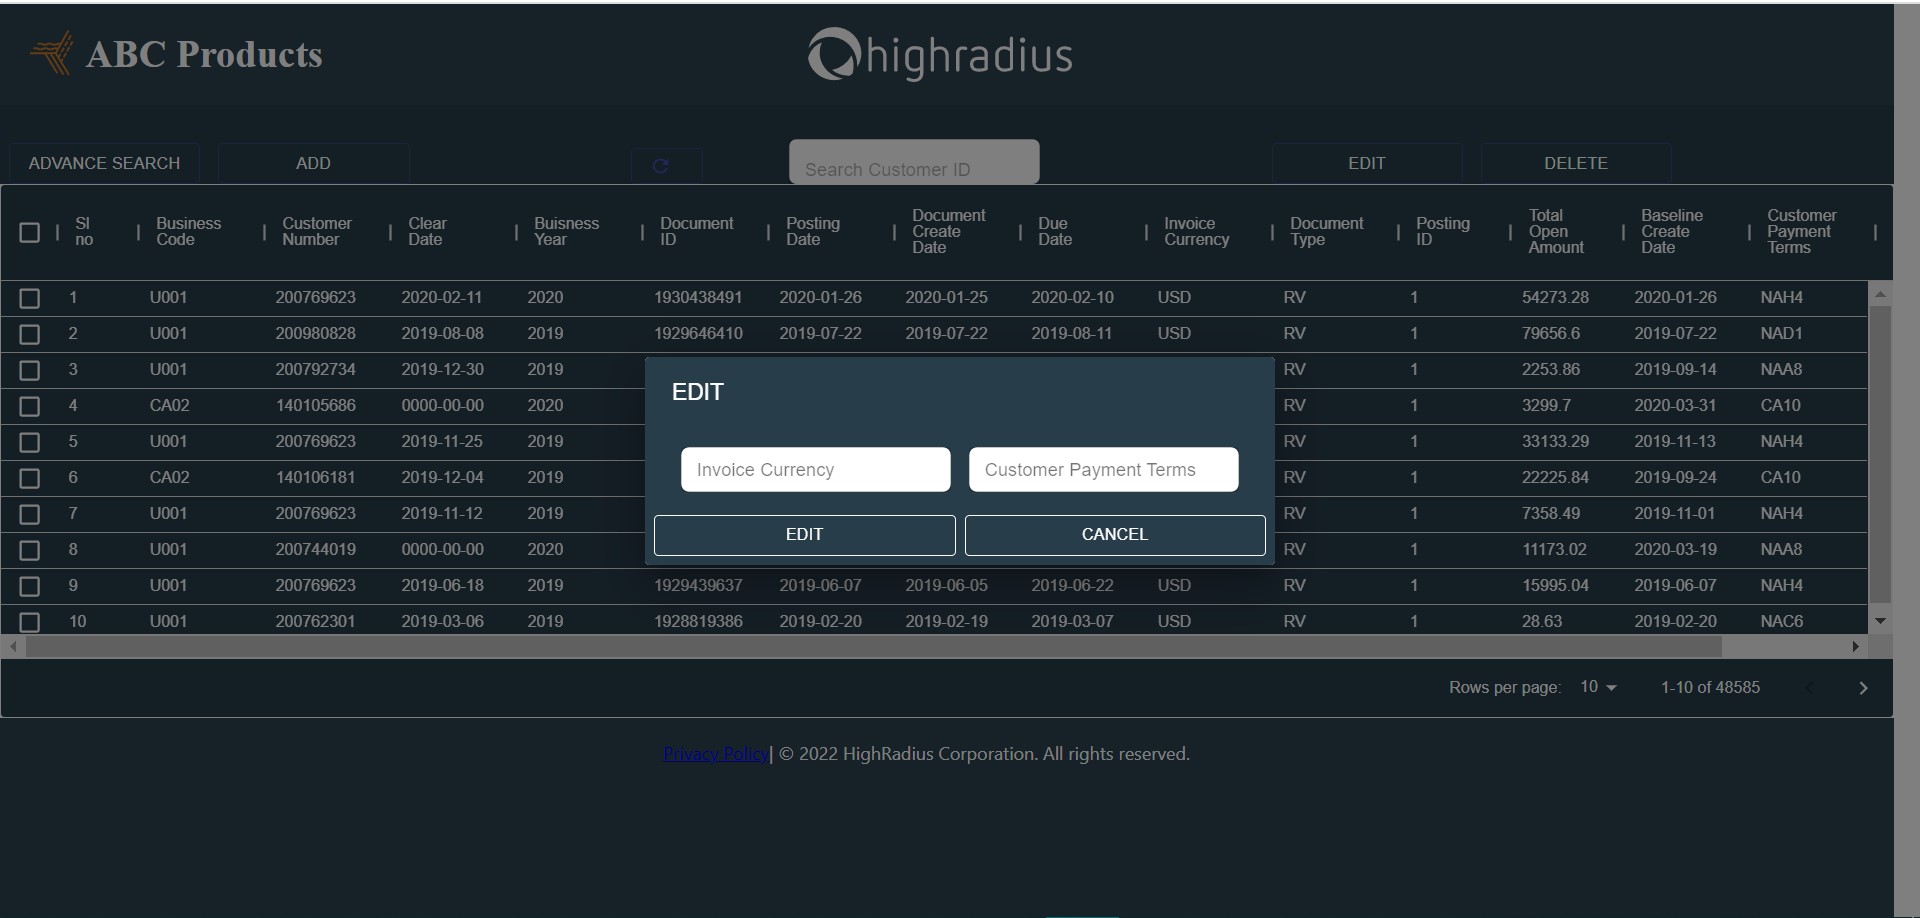 ABC Products
highradius
ADVANCE SEARCH ADD Search Customer ID EDIT DELETE
Sl no Business Code Customer Number Clear Date Buisness Year Document ID Posting Date Document Create Date Due Date Invoice Currency Document Type Posting ID Total Open Amount Baseline Create Date Customer Payment Terms
1 U001 200769623 2020-02-11 2020 1930438491 2020-01-26 2020-01-25 2020-02-10 USD RV 1 54273.28 2020-01-26 NAH4
2 U001 200980828 2019-08-08 2019 1929646410 2019-07-22 2019-07-22 2019-08-11 USD RV 1 79656.6 2019-07-22 NAD1
3 U001 200792734 2019-12-30 2019 RV 1 2253.86 2019-09-14 NAA8
4 CA02 140105686 0000-00-00 2020 RV 1 3299.7 2020-03-31 CA10
5 U001 200769623 2019-11-25 2019 RV 1 33133.29 2019-11-13 NAH4
6 CA02 140106181 2019-12-04 2019 RV 1 22225.84 2019-09-24 CA10
7 U001 200769623 2019-11-12 2019 RV 1 7358.49 2019-11-01 NAH4
8 U001 200744019 0000-00-00 2020 RV 1 11173.02 2020-03-19 NAA8
9 U001 200769623 2019-06-18 2019 1929439637 2019-06-07 2019-06-05 2019-06-22 USD RV 1 15995.04 2019-06-07 NAH4
10 U001 200762301 2019-03-06 2019 1928819386 2019-02-20 2019-02-19 2019-03-07 USD RV 1 28.63 2019-02-20 NAC6
EDIT
Invoice Currency Customer Payment Terms
EDIT CANCEL
Rows per page: 10 1-10 of 48585
Privacy Policy| © 2022 HighRadius Corporation. All rights reserved.